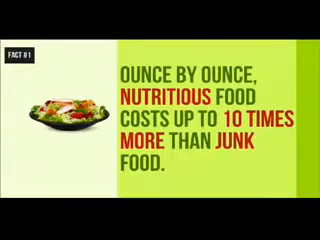 FACT #1
OUNCE BY OUNCE,
NUTRITIOUS FOOD
COSTS UP TO 10 TIMES
MORE THAN JUNK
FOOD.